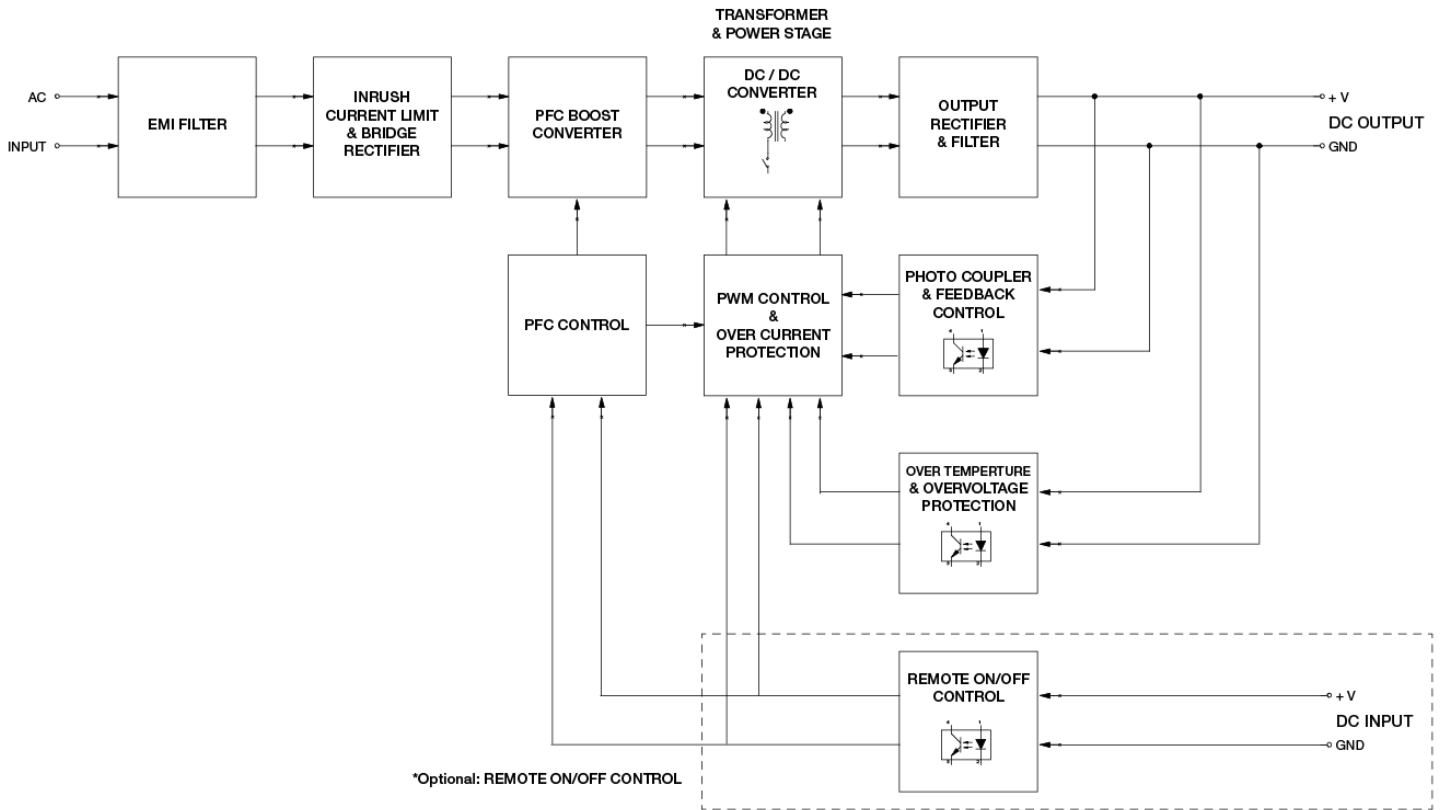 TRANSFORMER
& POWER STAGE
AC
INPUT
EMI FILTER
INRUSH
CURRENT LIMIT
& BRIDGE
RECTIFIER
PFC BOOST
CONVERTER
DC / DC
CONVERTER
OUTPUT
RECTIFIER
& FILTER
+ V
DC OUTPUT
GND
PFC CONTROL
PWM CONTROL
&
OVER CURRENT
PROTECTION
PHOTO COUPLER
& FEEDBACK
CONTROL
OVER TEMPERTURE
& OVERVOLTAGE
PROTECTION
REMOTE ON/OFF
CONTROL
+ V
DC INPUT
GND
*Optional: REMOTE ON/OFF CONTROL